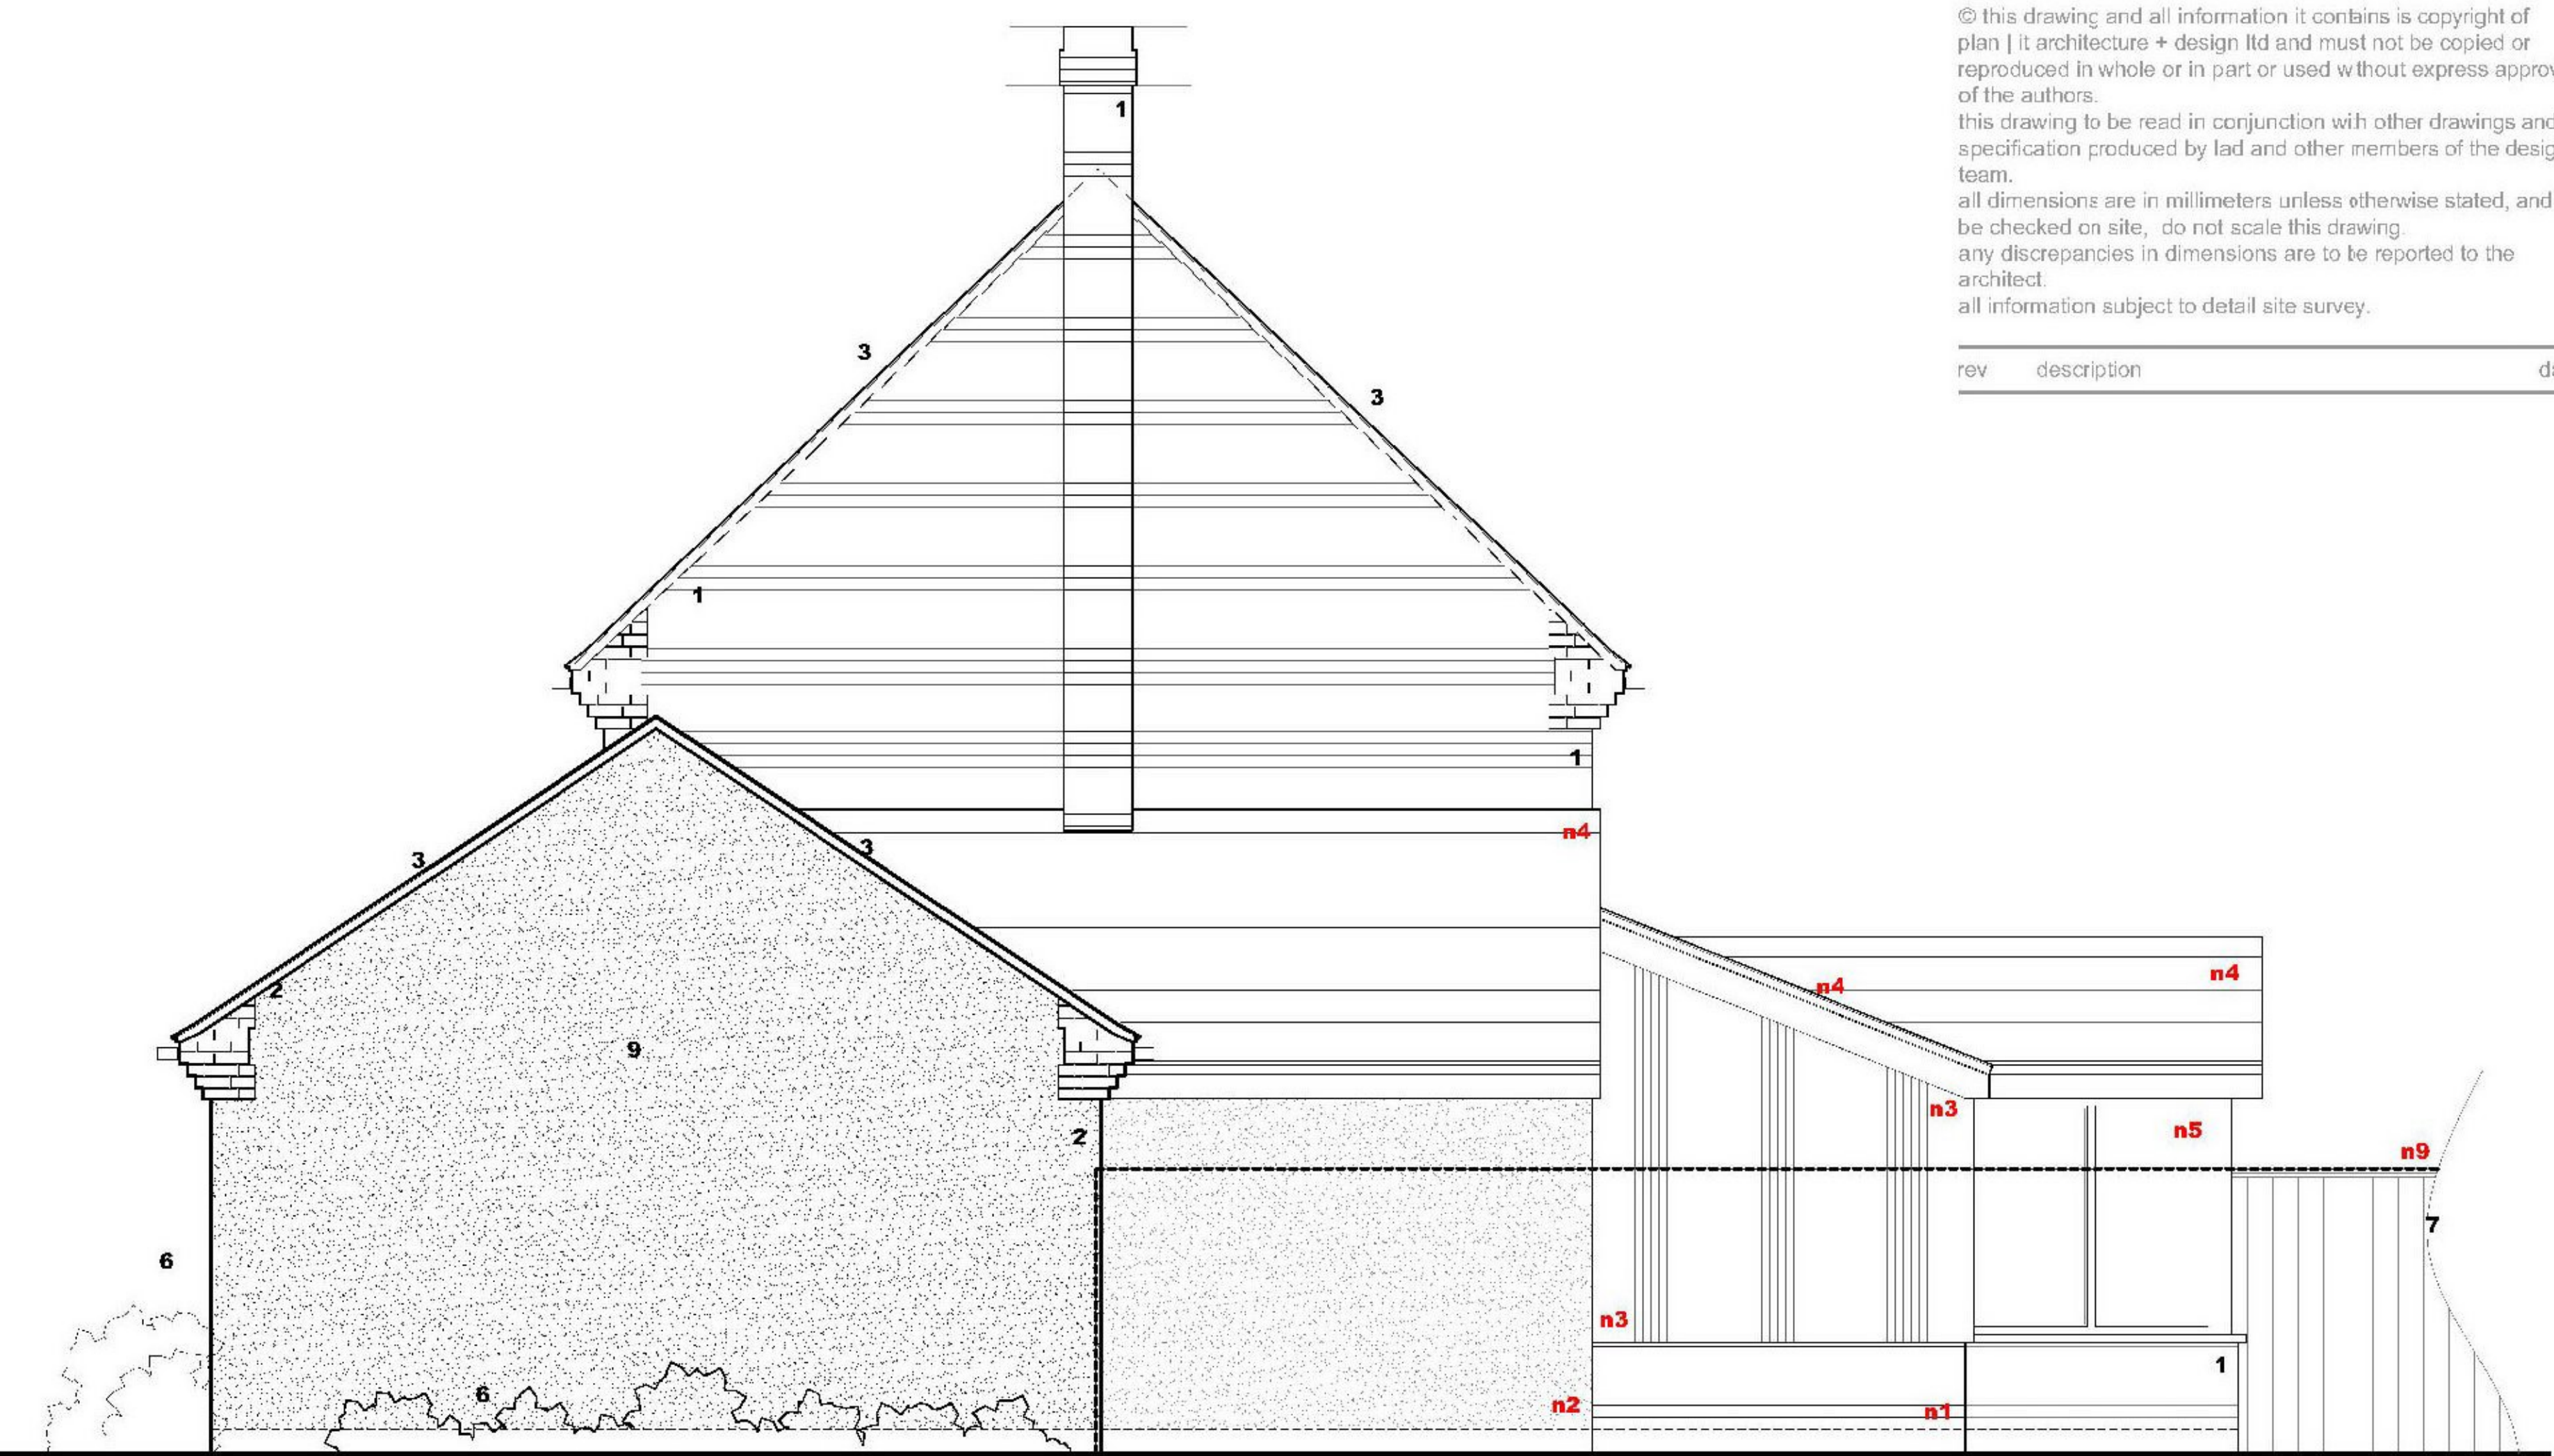 © this drawing and all information it contains is copyright of
plan | it architecture + design ltd and must not be copied or
reproduced in whole or in part or used without express approv
of the authors.
this drawing to be read in conjunction with other drawings and
specification produced by lad and other members of the desig
team.
all dimensions are in millimeters unless otherwise stated, and
be checked on site, do not scale this drawing.
any discrepancies in dimensions are to be reported to the
architect.
all information subject to detail site survey.
rev description da
1
3
3
1
1
n4
3
3
n4
n4
2
9
n3
n5
2
n9
7
6
n3
1
6
n2
n1